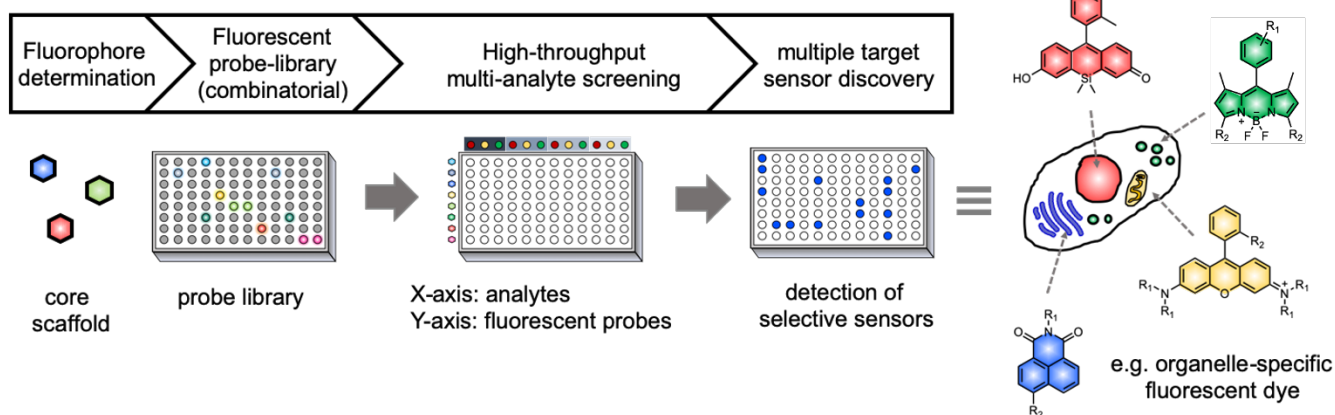 Fluorophore
determination
Fluorescent
probe-library
(combinatorial)
High-throughput
multi-analyte screening
multiple target
sensor discovery
core
scaffold
probe library
X-axis: analytes
Y-axis: fluorescent probes
detection of
selective sensors
HO
Si
O
R1
N
+
B
-
N
R2
F
F
R2
R2
N
R1
R1
O
N+
R1
R1
R1
O
N
O
R2
e.g. organelle-specific
fluorescent dye